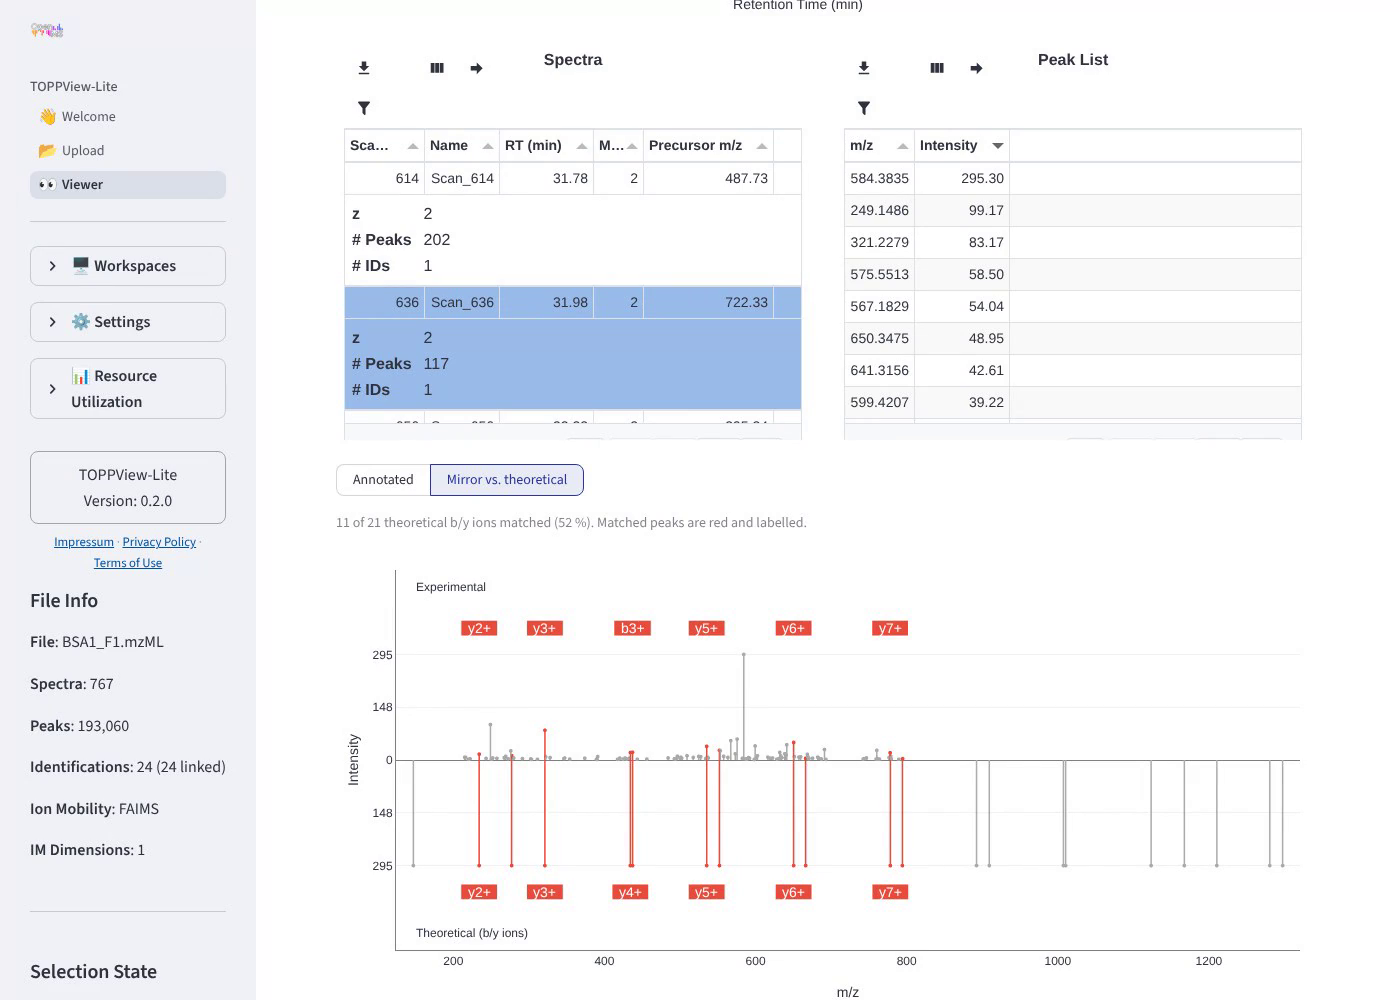 TOPPView-Lite
👋 Welcome
📂 Upload
👀 Viewer
🖥️ Workspaces
⚙️ Settings
📊 Resource
Utilization
TOPPView-Lite
Version: 0.2.0
Impressum · Privacy Policy ·
Terms of Use
File Info
File: BSA1_F1.mzML
Spectra: 767
Peaks: 193,060
Identifications: 24 (24 linked)
Ion Mobility: FAIMS
IM Dimensions: 1
Selection State
Retention Time (min)
Spectra
Sca... Name RT (min) M... Precursor m/z
614 Scan_614 31.78 2 487.73
z 2
# Peaks 202
# IDs 1
636 Scan_636 31.98 2 722.33
z 2
# Peaks 117
# IDs 1
Peak List
m/z Intensity
584.3835 295.30
249.1486 99.17
321.2279 83.17
575.5513 58.50
567.1829 54.04
650.3475 48.95
641.3156 42.61
599.4207 39.22
Annotated Mirror vs. theoretical
11 of 21 theoretical b/y ions matched (52 %). Matched peaks are red and labelled.
Experimental
y2+ y3+ b3+ y5+ y6+ y7+
295
148
0
148
295
Intensity
y2+ y3+ y4+ y5+ y6+ y7+
Theoretical (b/y ions)
200 400 600 800 1000 1200
m/z